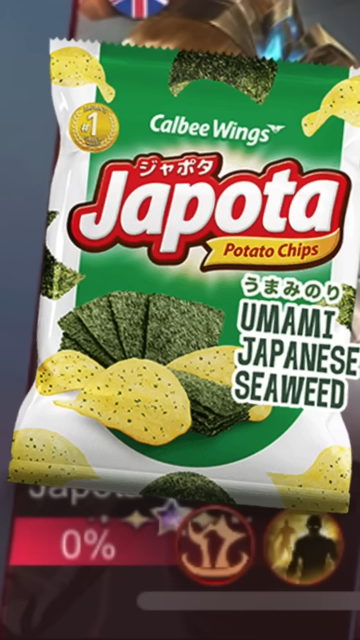 #1
Calbee Wings
ジャポタ
Japota
Potato Chips
うまみのり
UMAMI
JAPANESE
SEAWEED
Japota
0%